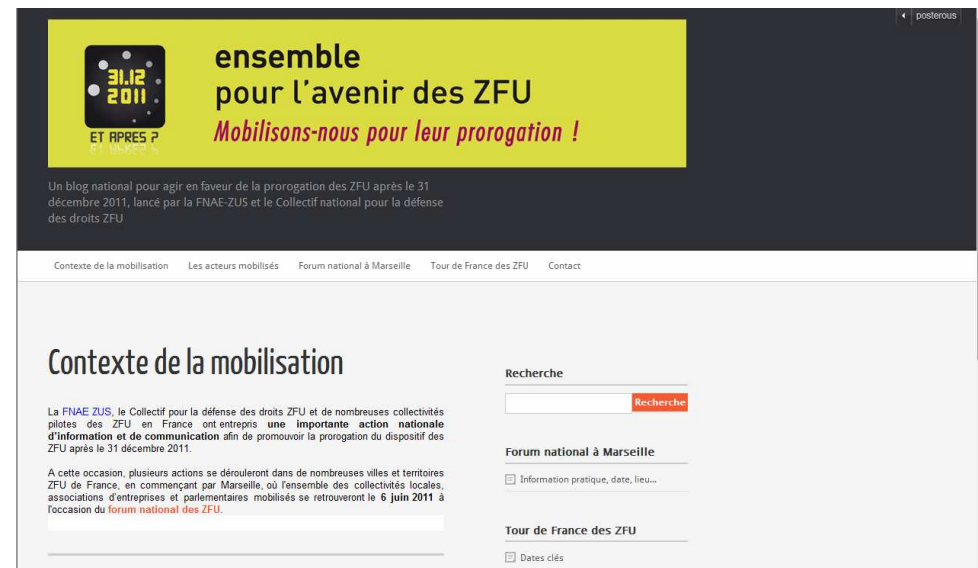 posterous
31.12
2011
ET APRES ?
ensemble
pour l'avenir des ZFU
Mobilisons-nous pour leur prorogation !
Un blog national pour agir en faveur de la prorogation des ZFU après le 31
décembre 2011, lancé par la FNAE-ZUS et le Collectif national pour la défense
des droits ZFU
Contexte de la mobilisation Les acteurs mobilisés Forum national à Marseille Tour de France des ZFU Contact
Contexte de la mobilisation
La FNAE ZUS, le Collectif pour la défense des droits ZFU et de nombreuses collectivités
pilotes des ZFU en France ont entrepris une importante action nationale
d'information et de communication afin de promouvoir la prorogation du dispositif des
ZFU après le 31 décembre 2011.
A cette occasion, plusieurs actions se dérouleront dans de nombreuses villes et territoires
ZFU de France, en commençant par Marseille, où l'ensemble des collectivités locales,
associations d'entreprises et parlementaires mobilisés se retrouveront le 6 juin 2011 à
l'occasion du forum national des ZFU.
Recherche
Recherche
Forum national à Marseille
Information pratique, date, lieu...
Tour de France des ZFU
Dates clés